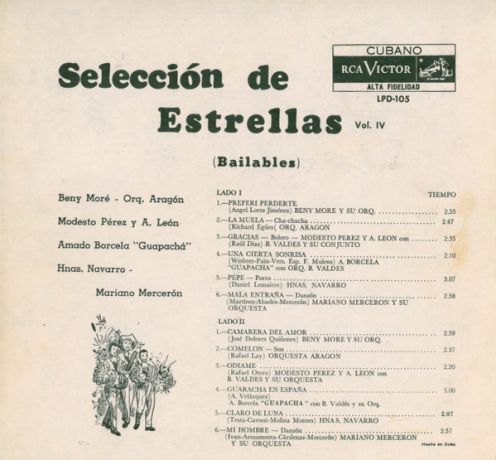 CUBANO
RCA VICTOR
ALTA FIDELIDAD
LPD-105
Selección de
Estrellas Vol. IV
(Bailables)
Beny Moré - Orq. Aragón
Modesto Pérez y A. León
Amado Borcela "Guapachá"
Hnas. Navarro -
Mariano Mercerón
LADO I TIEMPO
1.—PREFERI PERDERTE
(Angel Lores Jiménez) BENY MORE Y SU ORQ. 2.55
2.—LA MUELA — Cha-chacha 2.47
(Richard Egües) ORQ. ARAGON
3.—GRACIAS — Bolero — MODESTO PEREZ Y A. LEON con 2.35
(Raúl Díaz) B. VALDES Y SU CONJUNTO
4.—UNA CIERTA SONRISA 2.10
(Wesbter-Fain-Vers. Esp. F. Mulens) A. BORCELA
"GUAPACHA" con ORQ. B. VALDES
5.—PEPE — Porro 3.07
(Daniel Lemaitre) HNAS. NAVARRO
6.—MALA ENTRAÑA — Danzón 2.58
(Martínez-Abades-Mercerón) MARIANO MERCERON Y SU
ORQUESTA
LADO II
1.—CAMARERA DEL AMOR 2.59
(José Dolores Quiñones) BENY MORE Y SU ORQ.
2.—COMELON — Son 2.37
(Rafael Lay) ORQUESTA ARAGON
3.—ODIAME 2.20
(Rafael Otero) MODESTO PEREZ Y A. LEON con
B. VALDES Y SU ORQUESTA
4.—GUARACHA EN ESPAÑA 3.00
(A. Velázquez)
A. Borcela "GUAPACHA" con B. Valdés y su Orq.
5.—CLARO DE LUNA 2.07
(Testa-Carossi-Molina Montes) HNAS. NAVARRO
6.—MI HOMBRE — Danzón 2.57
(Ivan-Arousamenta-Cárdenas-Mercerón) MARIANO MERCERON
Y SU ORQUESTA
Hecho en Cuba